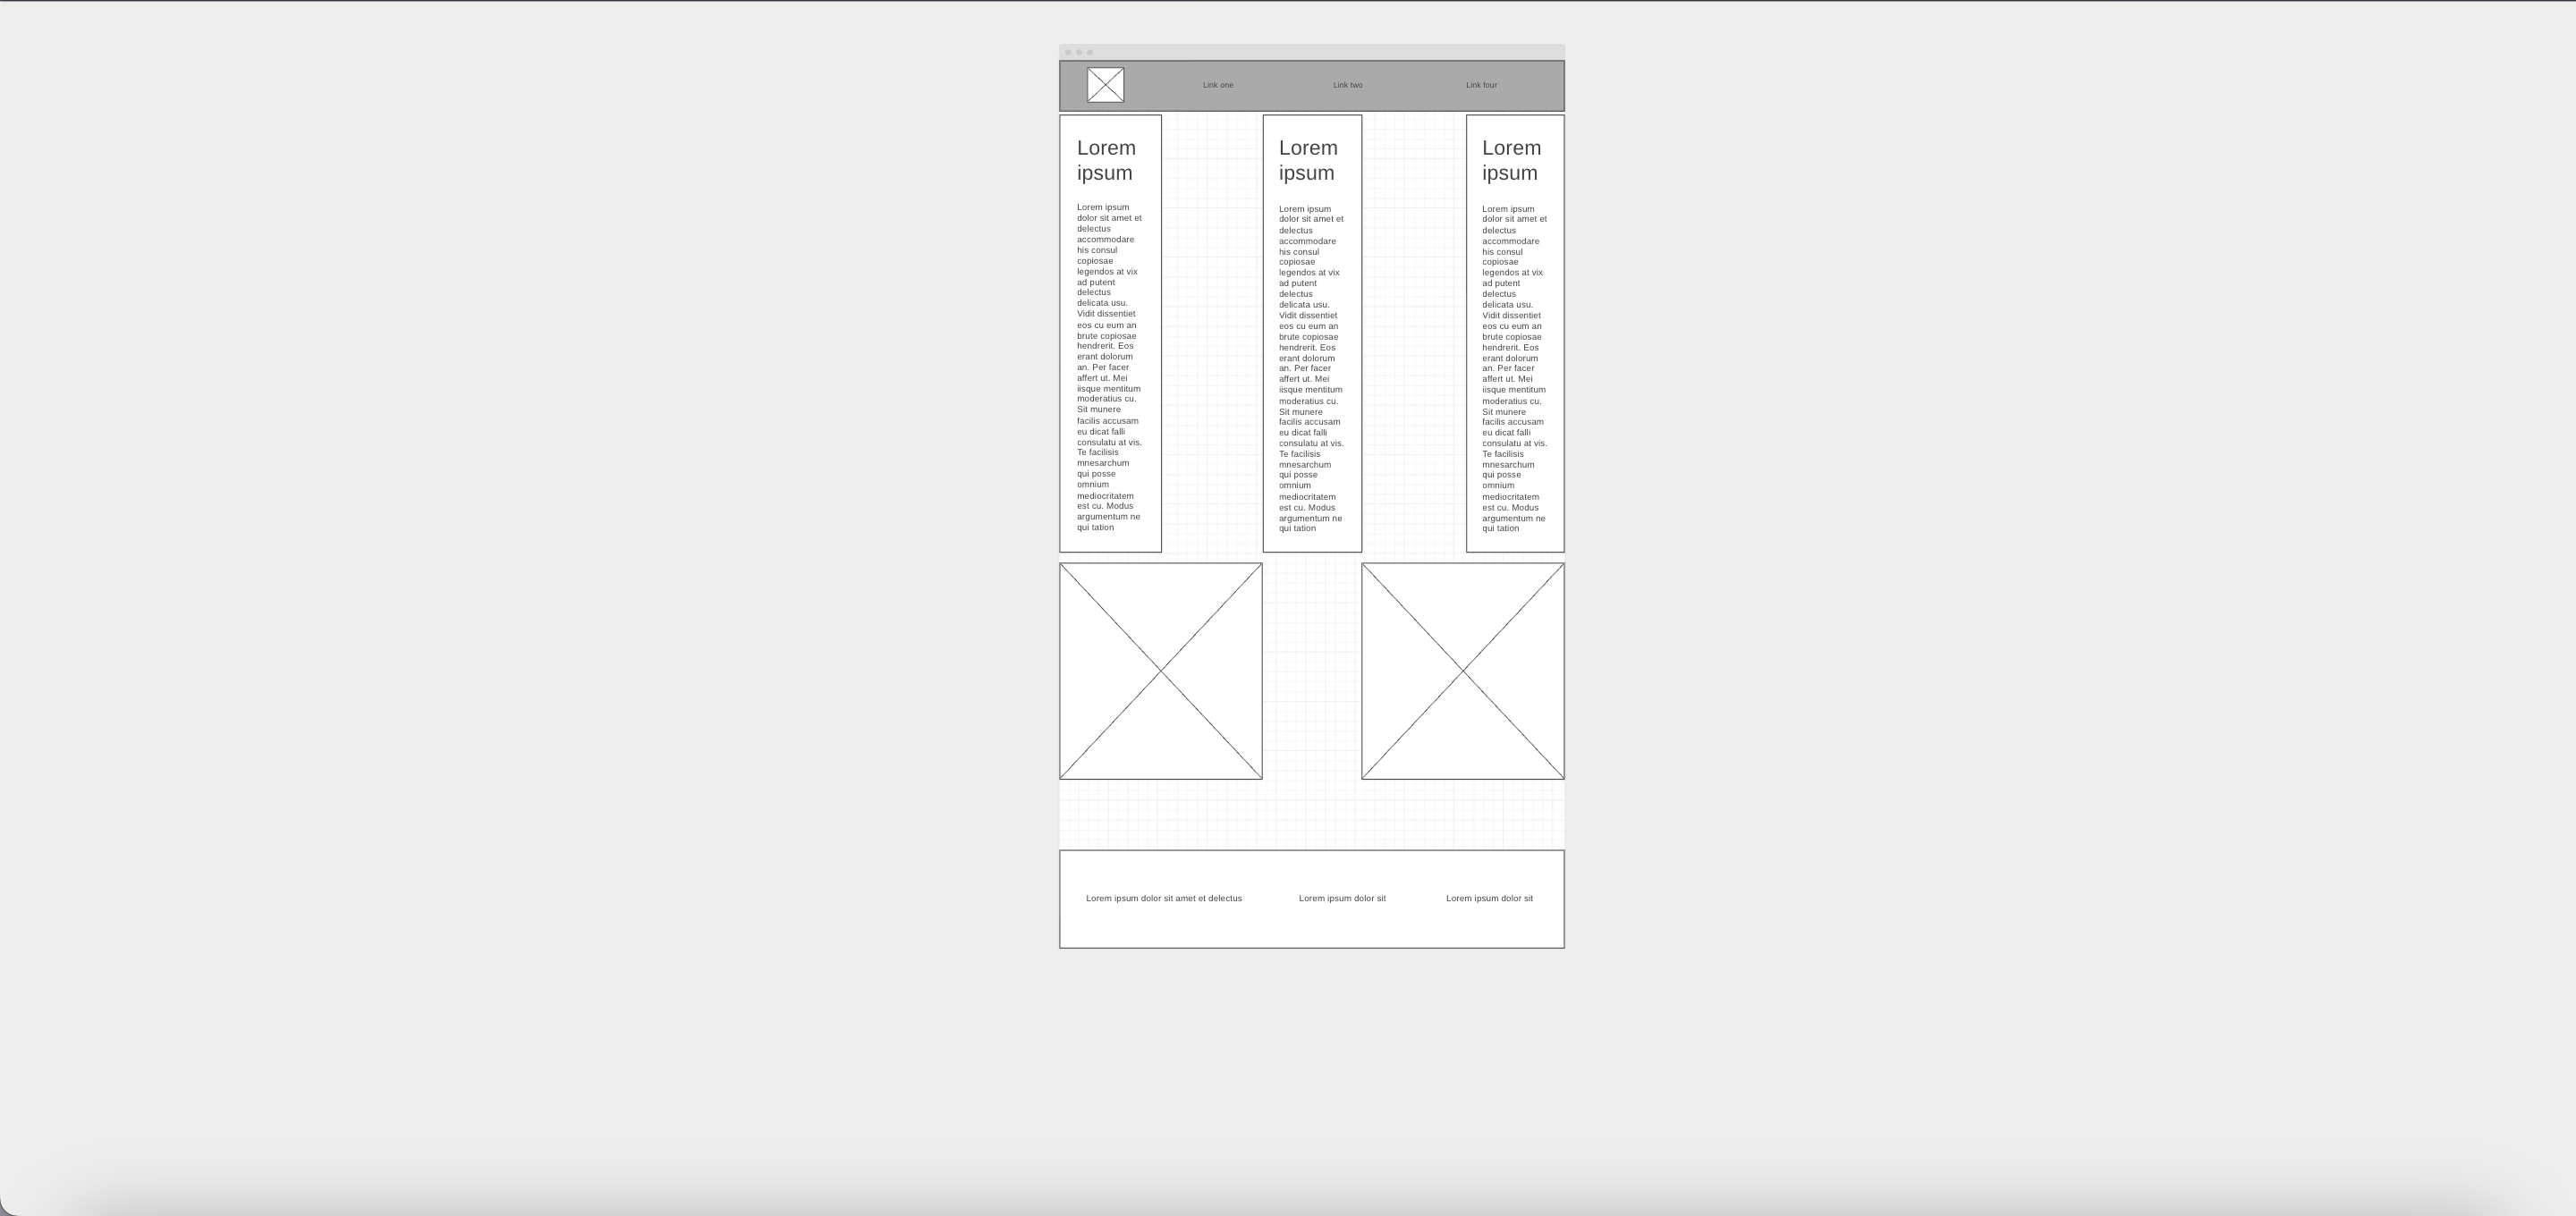 Link one
Link two
Link four
Lorem
ipsum
Lorem ipsum
dolor sit amet et
delectus
accommodare
his consul
copiosae
legendos at vix
ad putent
delectus
delicata usu.
Vidit dissentiet
eos cu eum an
brute copiosae
hendrerit. Eos
erant dolorum
an. Per facer
affert ut. Mei
iisque mentitum
moderatius cu.
Sit munere
facilis accusam
eu dicat falli
consulatu at vis.
Te facilisis
mnesarchum
qui posse
omnium
mediocritatem
est cu. Modus
argumentum ne
qui tation
Lorem
ipsum
Lorem ipsum
dolor sit amet et
delectus
accommodare
his consul
copiosae
legendos at vix
ad putent
delectus
delicata usu.
Vidit dissentiet
eos cu eum an
brute copiosae
hendrerit. Eos
erant dolorum
an. Per facer
affert ut. Mei
iisque mentitum
moderatius cu.
Sit munere
facilis accusam
eu dicat falli
consulatu at vis.
Te facilisis
mnesarchum
qui posse
omnium
mediocritatem
est cu. Modus
argumentum ne
qui tation
Lorem
ipsum
Lorem ipsum
dolor sit amet et
delectus
accommodare
his consul
copiosae
legendos at vix
ad putent
delectus
delicata usu.
Vidit dissentiet
eos cu eum an
brute copiosae
hendrerit. Eos
erant dolorum
an. Per facer
affert ut. Mei
iisque mentitum
moderatius cu.
Sit munere
facilis accusam
eu dicat falli
consulatu at vis.
Te facilisis
mnesarchum
qui posse
omnium
mediocritatem
est cu. Modus
argumentum ne
qui tation
Lorem ipsum dolor sit amet et delectus
Lorem ipsum dolor sit
Lorem ipsum dolor sit